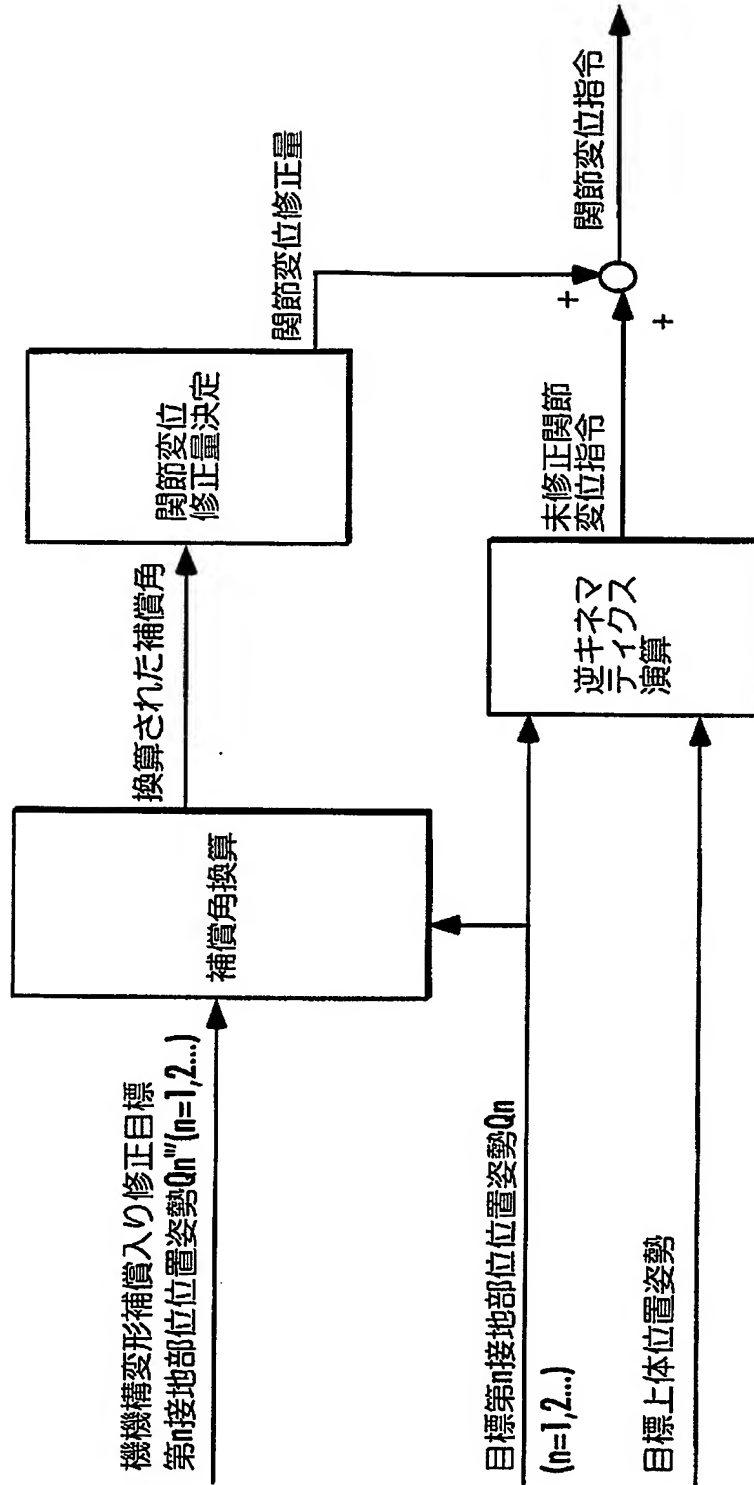 機機構変形補償入り修正目標
第n接地部位位置姿勢Qn'''(n=1,2...)
補償角換算
換算された補償角
関節変位
修正量決定
関節変位修正量
目標第n接地部位位置姿勢Qn
(n=1,2...)
目標上体位置姿勢
逆キネマ
ティクス
演算
未修正関節
変位指令
+
+
関節変位指令